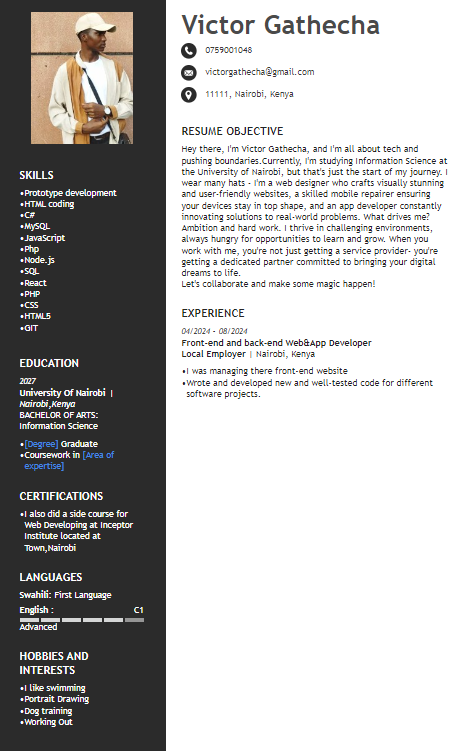 Victor Gathecha
0759001048
victorgathecha@gmail.com
11111, Nairobi, Kenya
RESUME OBJECTIVE
Hey there, I'm Victor Gathecha, and I'm all about tech and
pushing boundaries.Currently, I'm studying Information Science at
the University of Nairobi, but that's just the start of my journey. I
wear many hats - I'm a web designer who crafts visually stunning
and user-friendly websites, a skilled mobile repairer ensuring
your devices stay in top shape, and an app developer constantly
innovating solutions to real-world problems. What drives me?
Ambition and hard work. I thrive in challenging environments,
always hungry for opportunities to learn and grow. When you
work with me, you're not just getting a service provider- you're
getting a dedicated partner committed to bringing your digital
dreams to life.
Let's collaborate and make some magic happen!
EXPERIENCE
04/2024 - 08/2024
Front-end and back-end Web&App Developer
Local Employer | Nairobi, Kenya
•I was managing there front-end website
•Wrote and developed new and well-tested code for different
software projects.
SKILLS
•Prototype development
•HTML coding
•C#
•MySQL
•JavaScript
•Php
•Node.js
•SQL
•React
•PHP
•CSS
•HTML5
•GIT
EDUCATION
2027
University Of Nairobi |
Nairobi,Kenya
BACHELOR OF ARTS:
Information Science
•[Degree] Graduate
•Coursework in [Area of
expertise]
CERTIFICATIONS
•I also did a side course for
Web Developing at Inceptor
Institute located at
Town,Nairobi
LANGUAGES
Swahili: First Language
English : C1
Advanced
HOBBIES AND
INTERESTS
•I like swimming
•Portrait Drawing
•Dog training
•Working Out